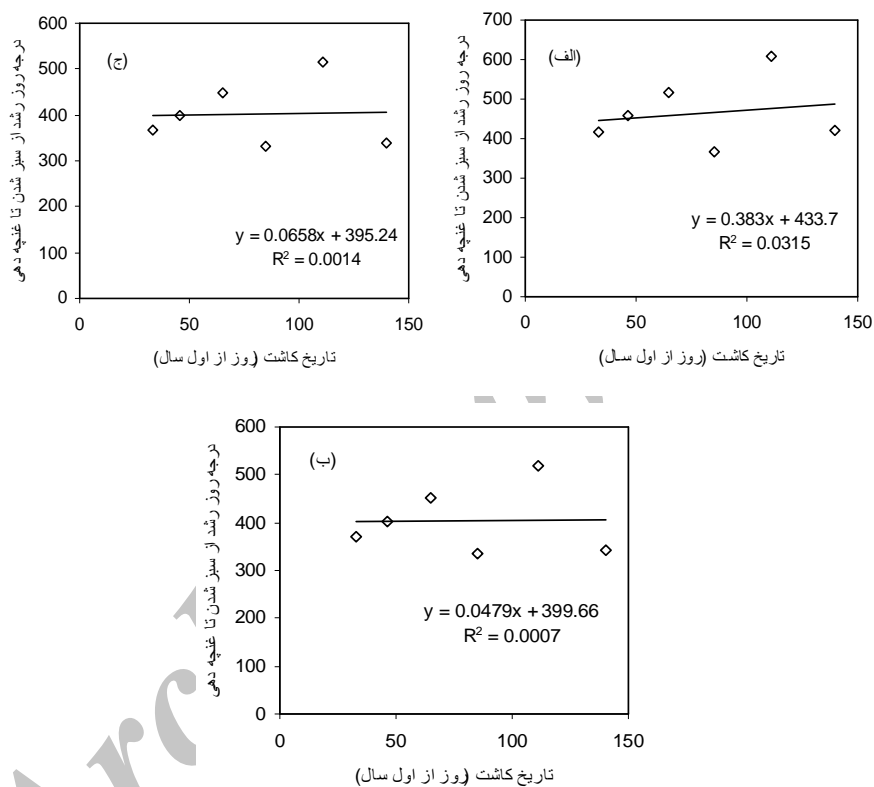 (الف)
درجه روز رشد از سبز شدن تا غنچه دهی
700
600
500
400
300
200
100
0
y = 0.383x + 433.7
R² = 0.0315
0 50 100 150
تاریخ کاشت (روز از اول سال)
(ج)
درجه روز رشد از سبز شدن تا غنچه دهی
600
500
400
300
200
100
0
y = 0.0658x + 395.24
R² = 0.0014
0 50 100 150
تاریخ کاشت (روز از اول سال)
(ب)
درجه روز رشد از سبز شدن تا غنچه دهی
600
500
400
300
200
100
0
y = 0.0479x + 399.66
R² = 0.0007
0 50 100 150
تاریخ کاشت (روز از اول سال)